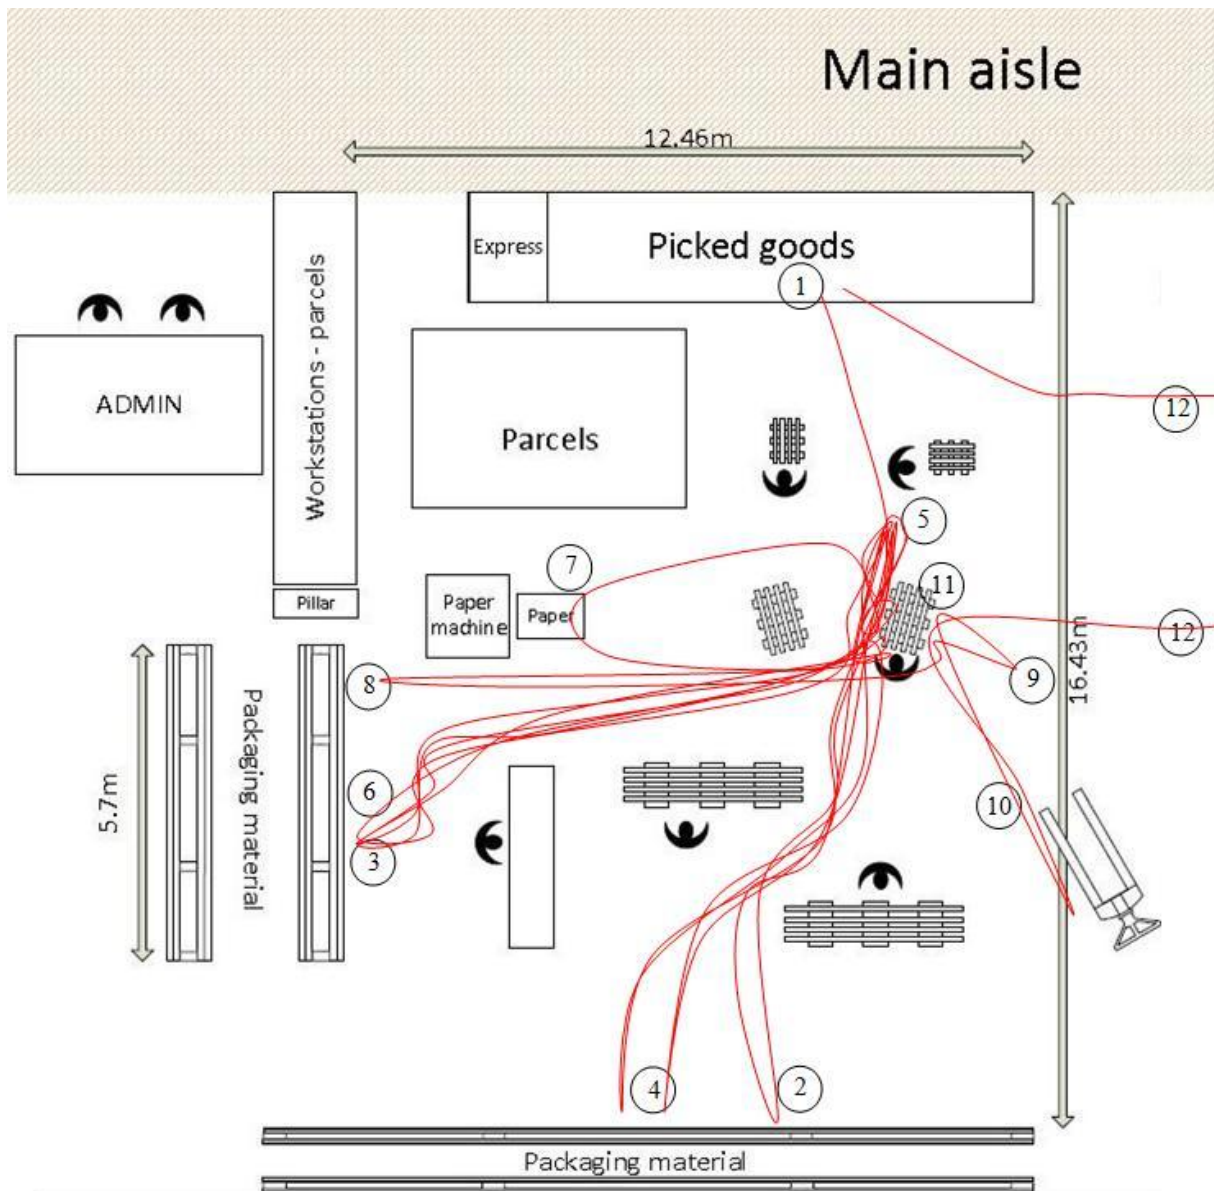 Main aisle
12.46m
Express
Picked goods
1
Workstations - parcels
ADMIN
12
Parcels
5
7
11
Pillar
Paper
machine
Paper
12
8
9
16.43m
Packaging material
5.7m
6
10
3
4
2
Packaging material